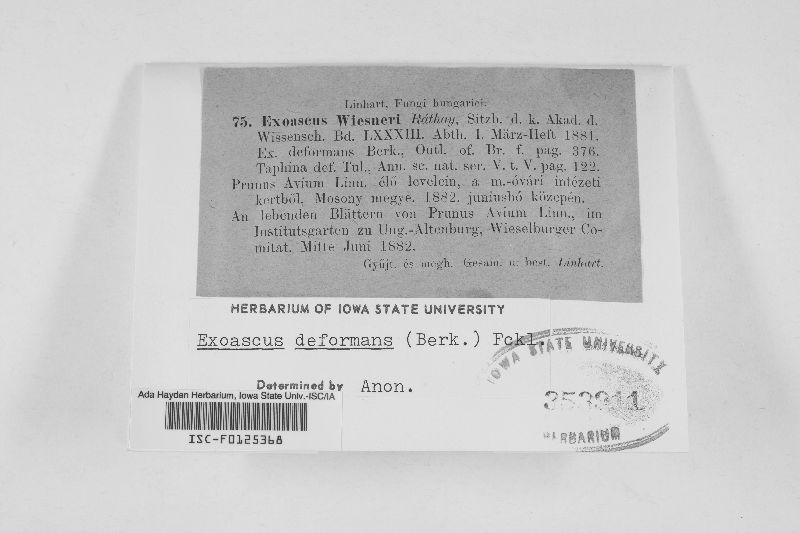 Linhart, Fungi hungarici.
75. Exoascus Wiesneri Ráthay, Sitzb. d. k. Akad. d.
Wissensch. Bd. LXXXIII. Abth. I. März-Heft 1881.
Ex. deformans Berk., Outl. of. Br. f. pag. 376.
Taphina def. Tul., Ann. sc. nat. ser. V. t. V. pag. 122.
Prunus Avium Linn. élő levelein, a m.-óvári intézeti
kertből, Mosony megye. 1882. juniushó közepén.
An lebenden Blättern von Prunus Avium Linn., im
Institutsgarten zu Ung.-Altenburg, Wieselburger Co-
mitat. Mitte Juni 1882.
Gyüjt. és megh. Gesam. u. best. Linhart.
HERBARIUM OF IOWA STATE UNIVERSITY
Exoascus deformans (Berk.) Fckl.
Determined by Anon.
IOWA STATE UNIVERSITY
353911
HERBARIUM
Ada Hayden Herbarium, Iowa State Univ.-ISC/IA
ISC-F0125368